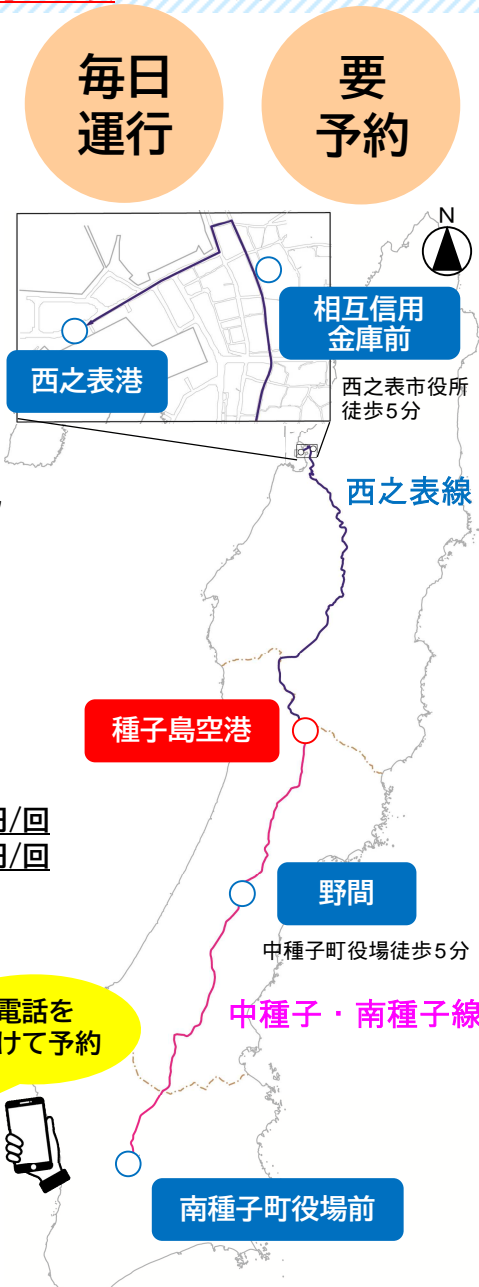 毎日
運行
要
予約
N
相互信用
金庫前
西之表港
西之表市役所
徒歩5分
西之表線
種子島空港
円/回
円/回
野間
中種子町役場徒歩5分
電話を
けて予約
中種子・南種子線
南種子町役場前